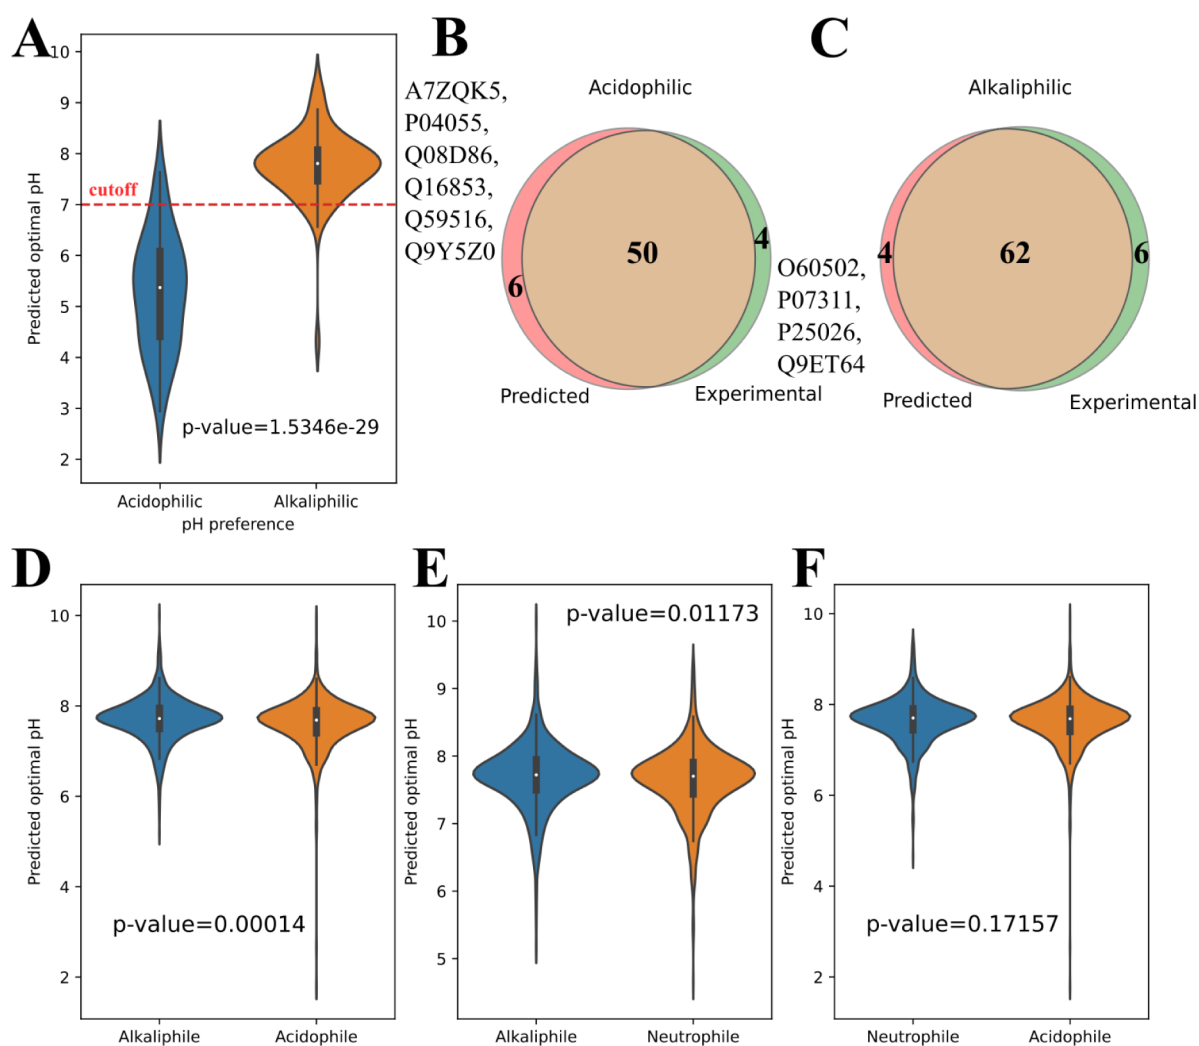 A
10
9
8
7
6
5
4
3
2
Predicted optimal pH
cutoff
p-value=1.5346e-29
Acidophilic
Alkaliphilic
pH preference
B
Acidophilic
A7ZQK5,
P04055,
Q08D86,
Q16853,
Q59516,
Q9Y5Z0
6
50
4
Predicted
Experimental
C
Alkaliphilic
O60502,
P07311,
P25026,
Q9ET64
4
62
6
Predicted
Experimental
D
10
8
6
4
2
Predicted optimal pH
p-value=0.00014
Alkaliphile
Acidophile
E
10
9
8
7
6
5
Predicted optimal pH
p-value=0.01173
Alkaliphile
Neutrophile
F
10
8
6
4
2
Predicted optimal pH
p-value=0.17157
Neutrophile
Acidophile